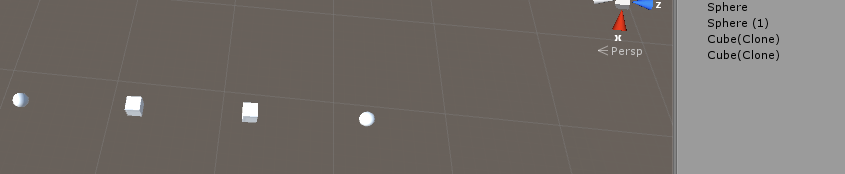 z
x
Persp
Sphere
Sphere (1)
Cube(Clone)
Cube(Clone)